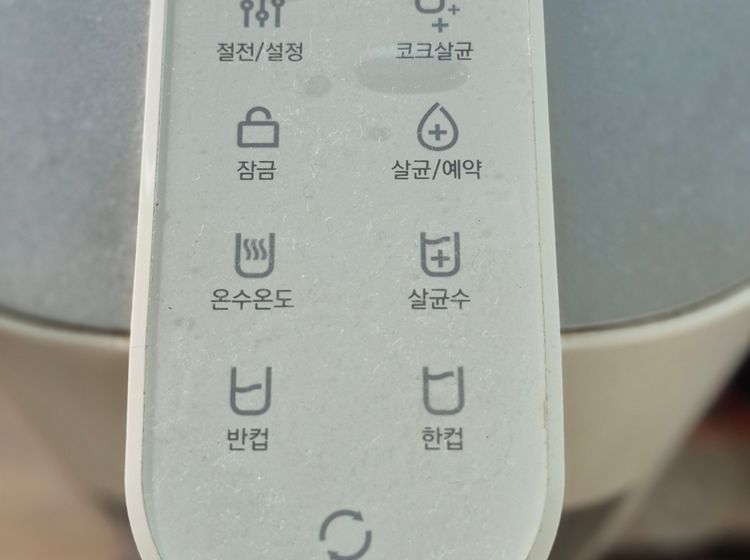 절전/설정
코크살균
잠금
살균/예약
온수온도
살균수
반컵
한컵